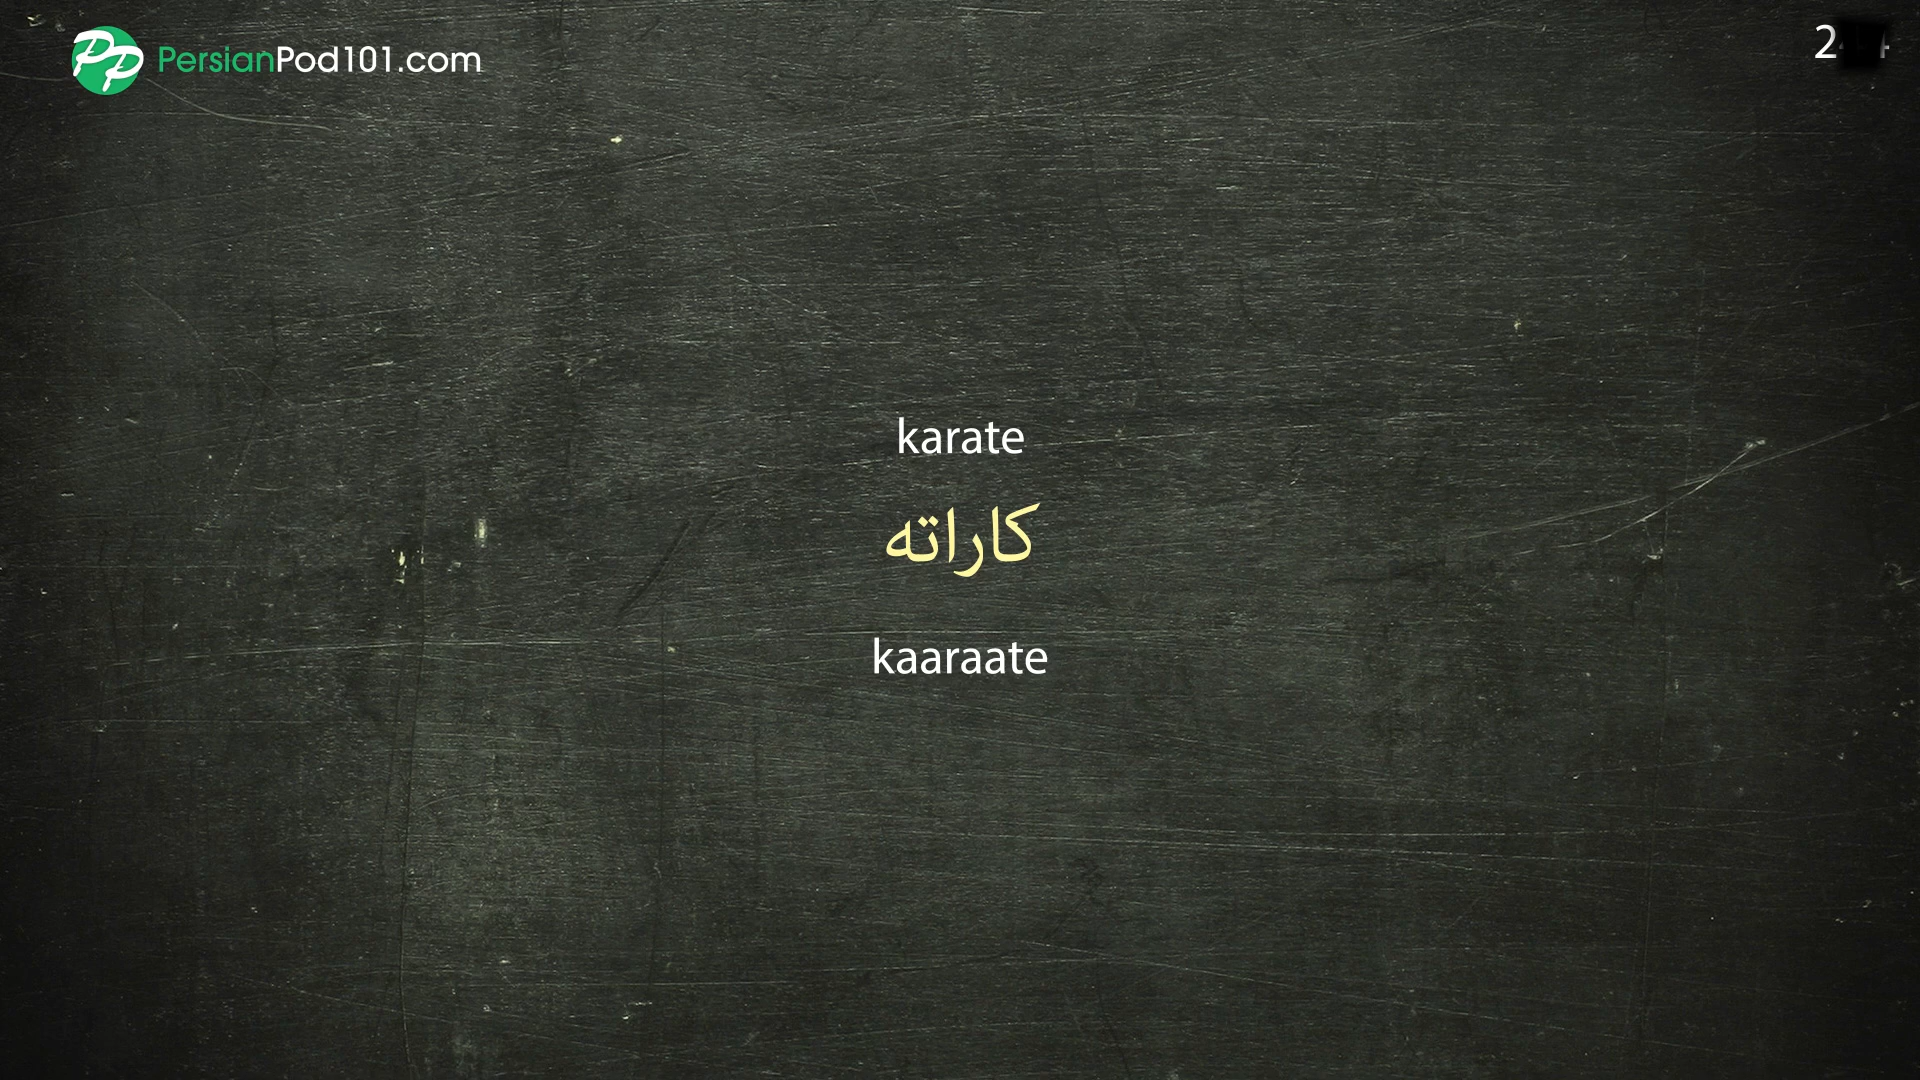 PersianPod101.com
karate
کاراته
kaaraate